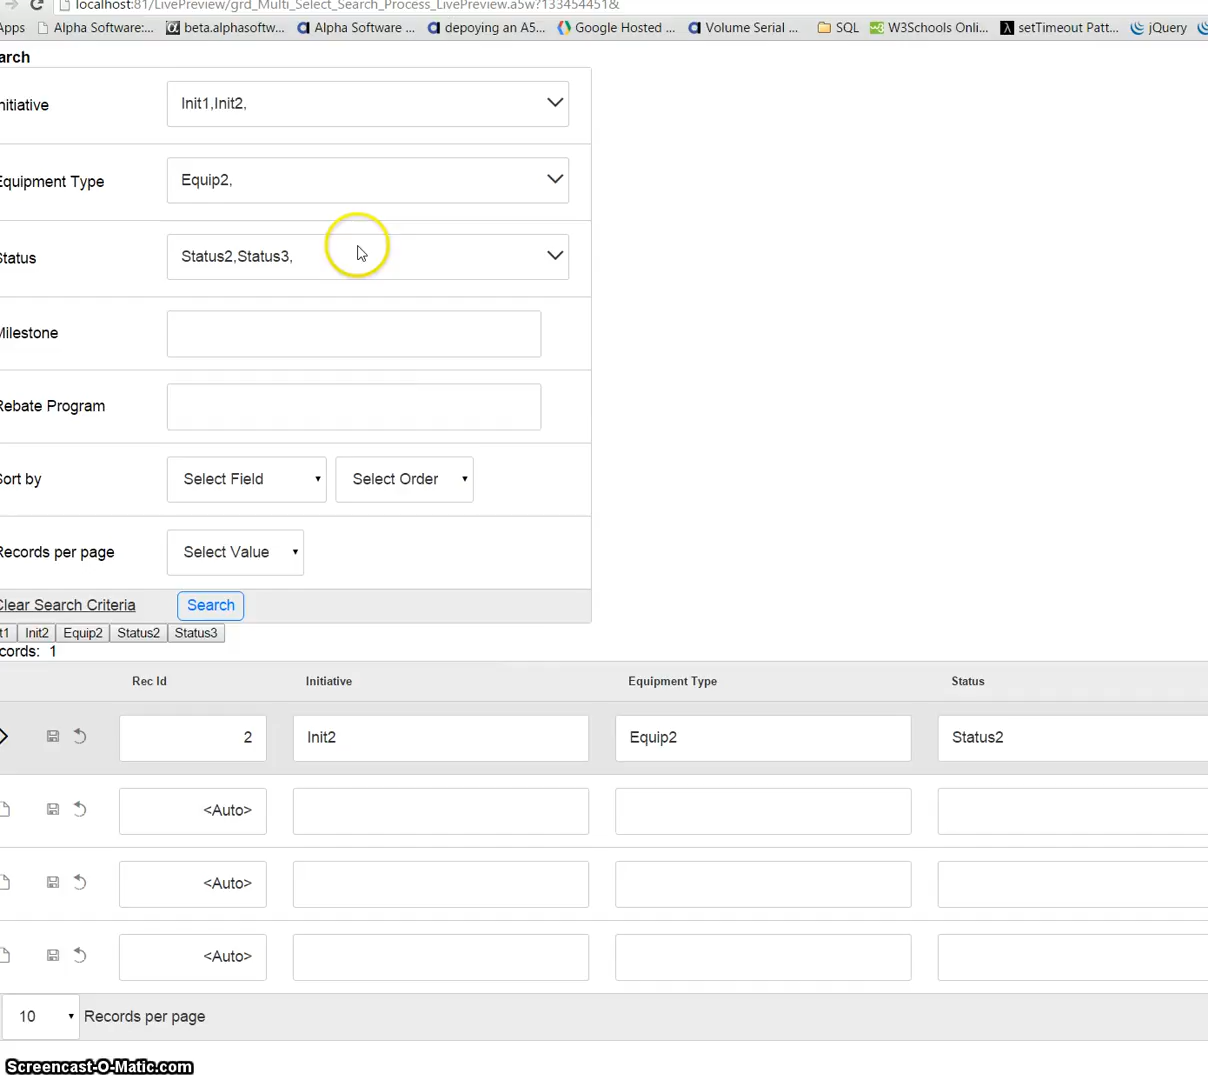 localhost:81/LivePreview/grd_Multi_Select_Search_Process_LivePreview.a5w?133454451&
Apps Alpha Software:... beta.alphasoftw... Alpha Software ... depoying an A5... Google Hosted ... Volume Serial ... SQL W3Schools Onli... setTimeout Patt... jQuery
arch
nitiative Init1,Init2,
Equipment Type Equip2,
Status Status2,Status3,
Milestone
Rebate Program
Sort by Select Field Select Order
Records per page Select Value
Clear Search Criteria Search
t1 Init2 Equip2 Status2 Status3
cords: 1
Rec Id Initiative Equipment Type Status
2 Init2 Equip2 Status2
<Auto>
<Auto>
<Auto>
10 Records per page
Screencast-O-Matic.com